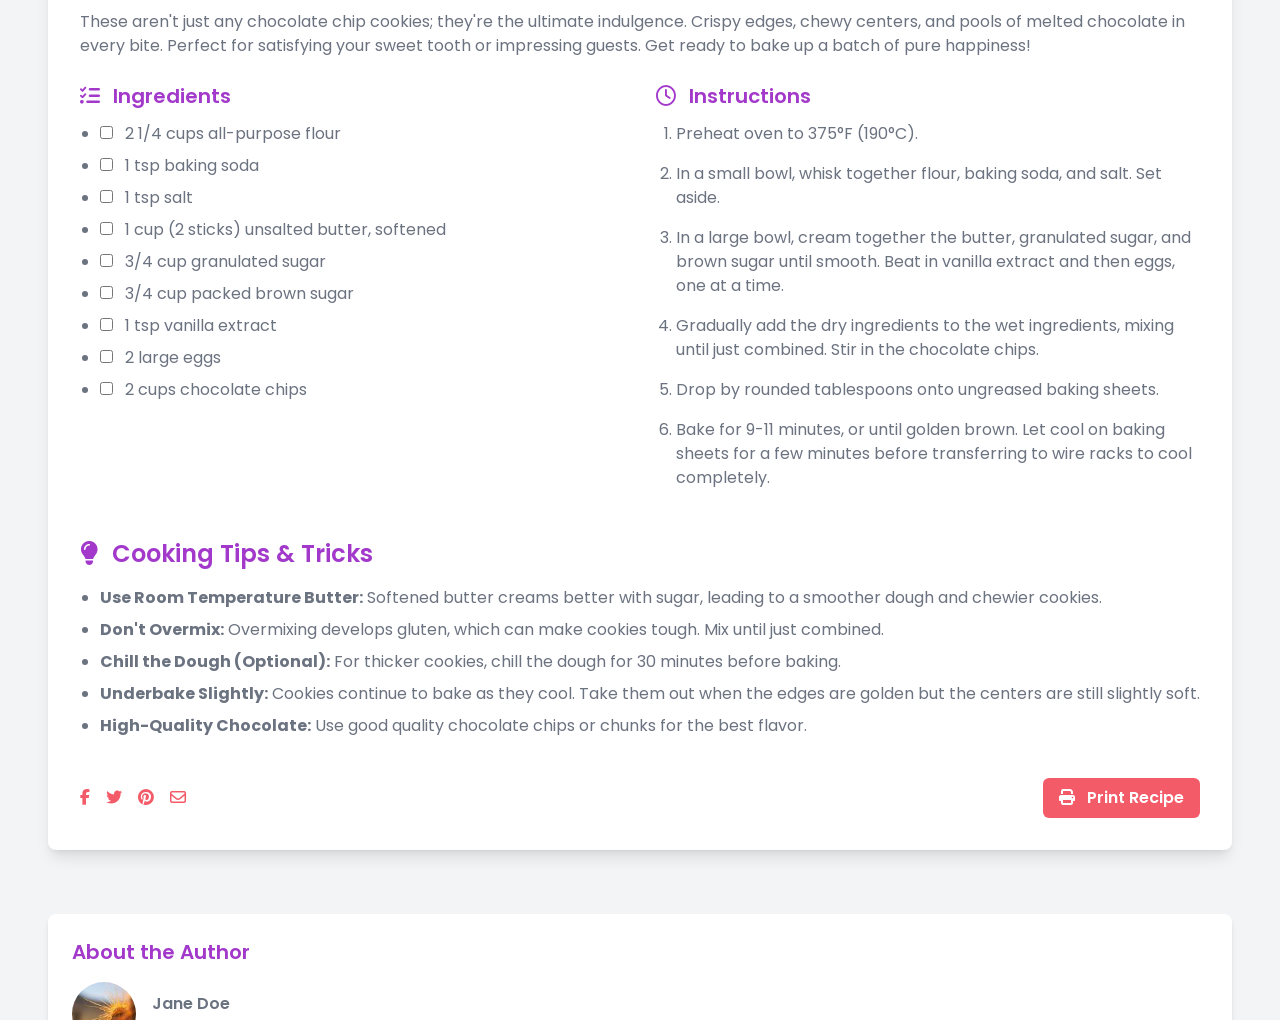 These aren't just any chocolate chip cookies; they're the ultimate indulgence. Crispy edges, chewy centers, and pools of melted chocolate in
every bite. Perfect for satisfying your sweet tooth or impressing guests. Get ready to bake up a batch of pure happiness!
Ingredients
2 1/4 cups all-purpose flour
1 tsp baking soda
1 tsp salt
1 cup (2 sticks) unsalted butter, softened
3/4 cup granulated sugar
3/4 cup packed brown sugar
1 tsp vanilla extract
2 large eggs
2 cups chocolate chips
Instructions
1. Preheat oven to 375°F (190°C).
2. In a small bowl, whisk together flour, baking soda, and salt. Set
aside.
3. In a large bowl, cream together the butter, granulated sugar, and
brown sugar until smooth. Beat in vanilla extract and then eggs,
one at a time.
4. Gradually add the dry ingredients to the wet ingredients, mixing
until just combined. Stir in the chocolate chips.
5. Drop by rounded tablespoons onto ungreased baking sheets.
6. Bake for 9-11 minutes, or until golden brown. Let cool on baking
sheets for a few minutes before transferring to wire racks to cool
completely.
Cooking Tips & Tricks
Use Room Temperature Butter: Softened butter creams better with sugar, leading to a smoother dough and chewier cookies.
Don't Overmix: Overmixing develops gluten, which can make cookies tough. Mix until just combined.
Chill the Dough (Optional): For thicker cookies, chill the dough for 30 minutes before baking.
Underbake Slightly: Cookies continue to bake as they cool. Take them out when the edges are golden but the centers are still slightly soft.
High-Quality Chocolate: Use good quality chocolate chips or chunks for the best flavor.
Print Recipe
About the Author
Jane Doe